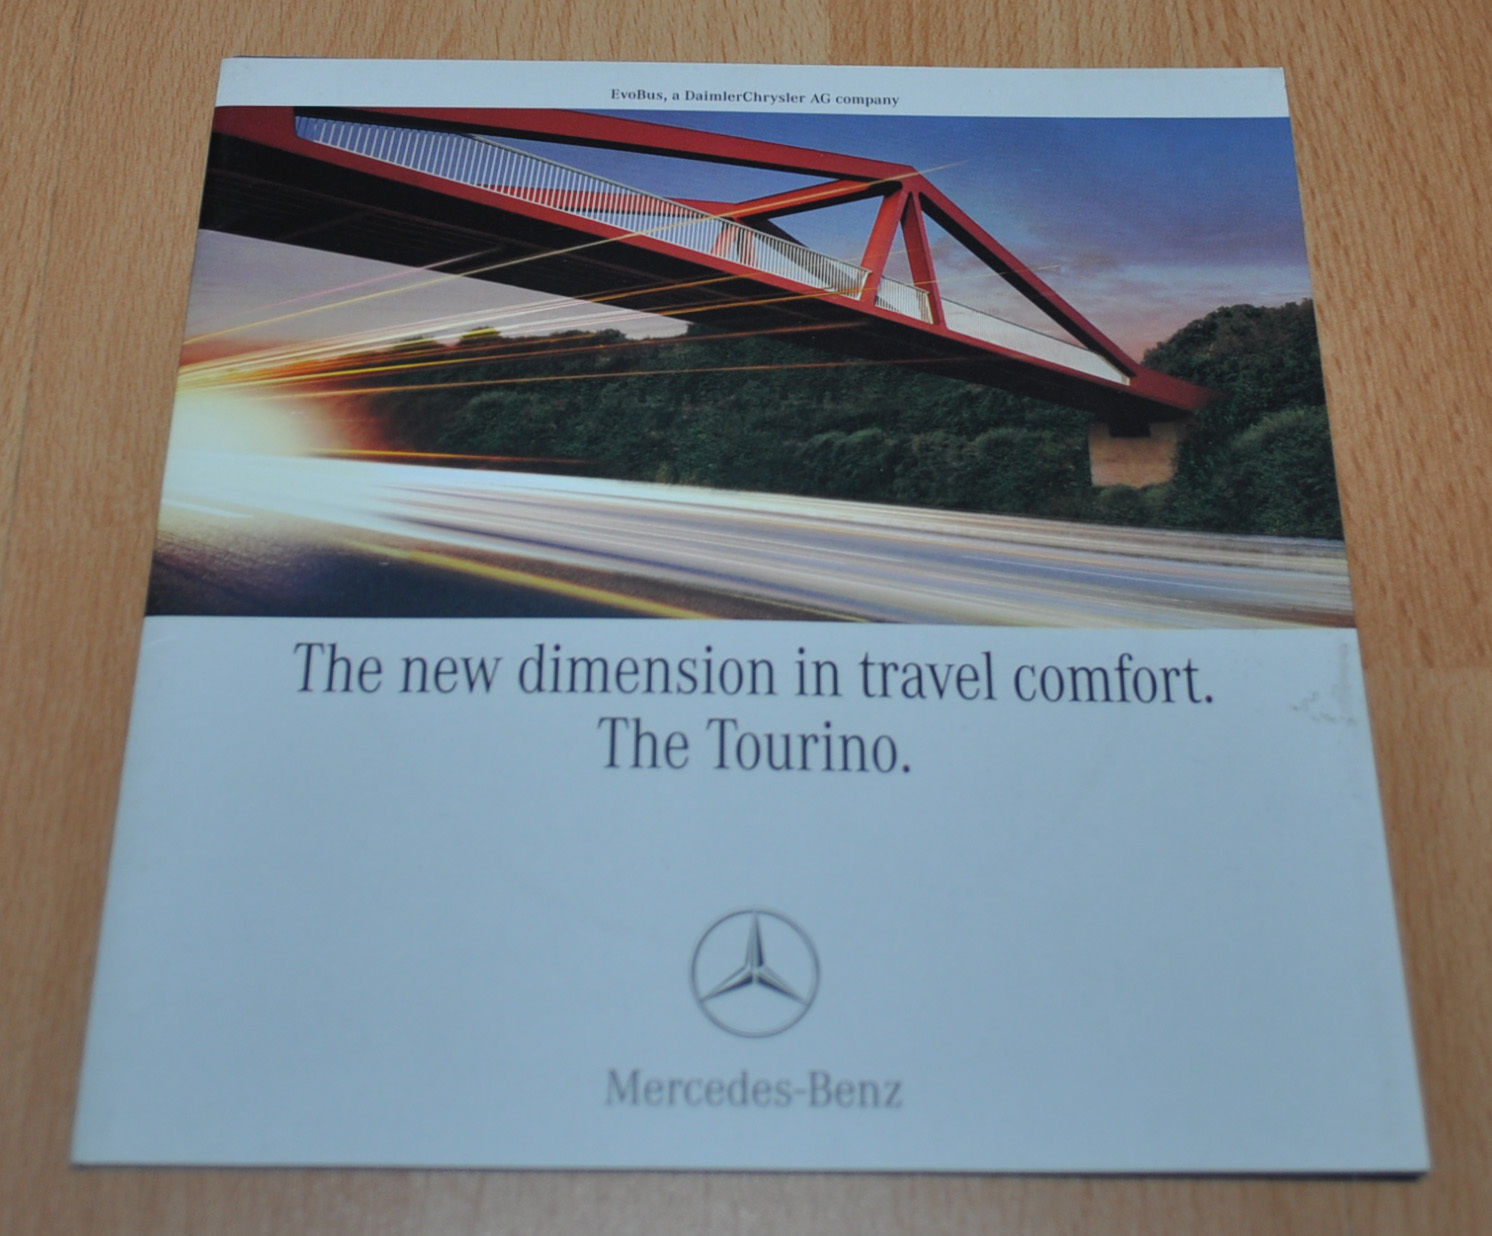 EvoBus, a DaimlerChrysler AG company
The new dimension in travel comfort.
The Tourino.
Mercedes-Benz